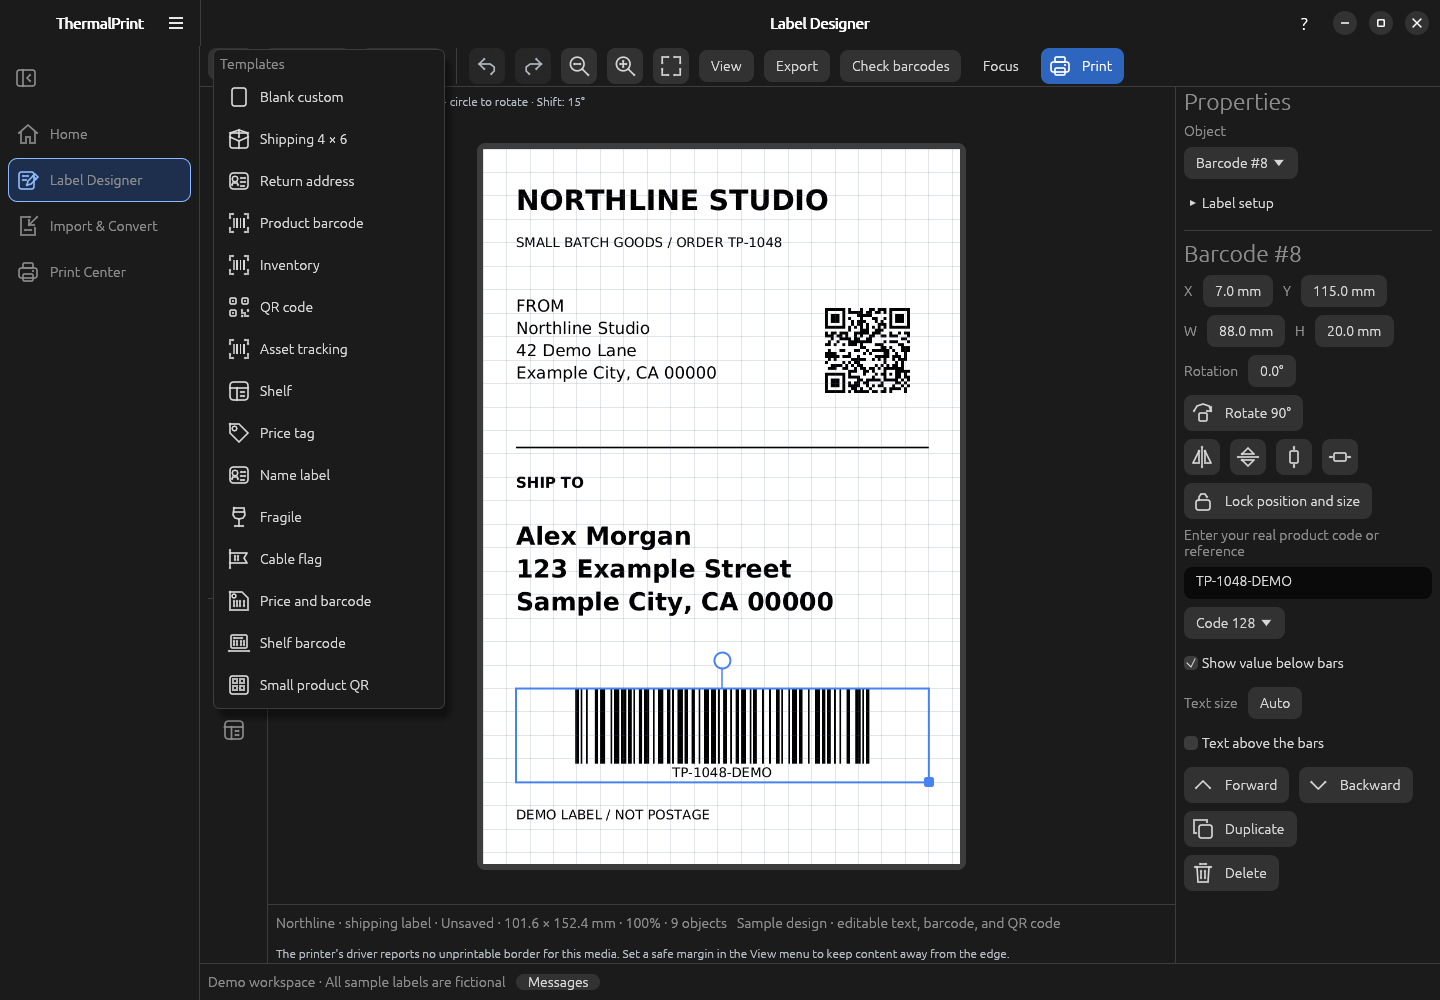 ThermalPrint
Label Designer
?
Templates
View
Export
Check barcodes
Focus
Print
· circle to rotate · Shift: 15°
Home
Label Designer
Import & Convert
Print Center
Blank custom
Shipping 4 × 6
Return address
Product barcode
Inventory
QR code
Asset tracking
Shelf
Price tag
Name label
Fragile
Cable flag
Price and barcode
Shelf barcode
Small product QR
NORTHLINE STUDIO
SMALL BATCH GOODS / ORDER TP-1048
FROM
Northline Studio
42 Demo Lane
Example City, CA 00000
SHIP TO
Alex Morgan
123 Example Street
Sample City, CA 00000
TP-1048-DEMO
DEMO LABEL / NOT POSTAGE
Properties
Object
Barcode #8
Label setup
Barcode #8
X 7.0 mm Y 115.0 mm
W 88.0 mm H 20.0 mm
Rotation 0.0°
Rotate 90°
Lock position and size
Enter your real product code or
reference
TP-1048-DEMO
Code 128
Show value below bars
Text size Auto
Text above the bars
Forward Backward
Duplicate
Delete
Northline · shipping label · Unsaved · 101.6 × 152.4 mm · 100% · 9 objects Sample design · editable text, barcode, and QR code
The printer's driver reports no unprintable border for this media. Set a safe margin in the View menu to keep content away from the edge.
Demo workspace · All sample labels are fictional Messages